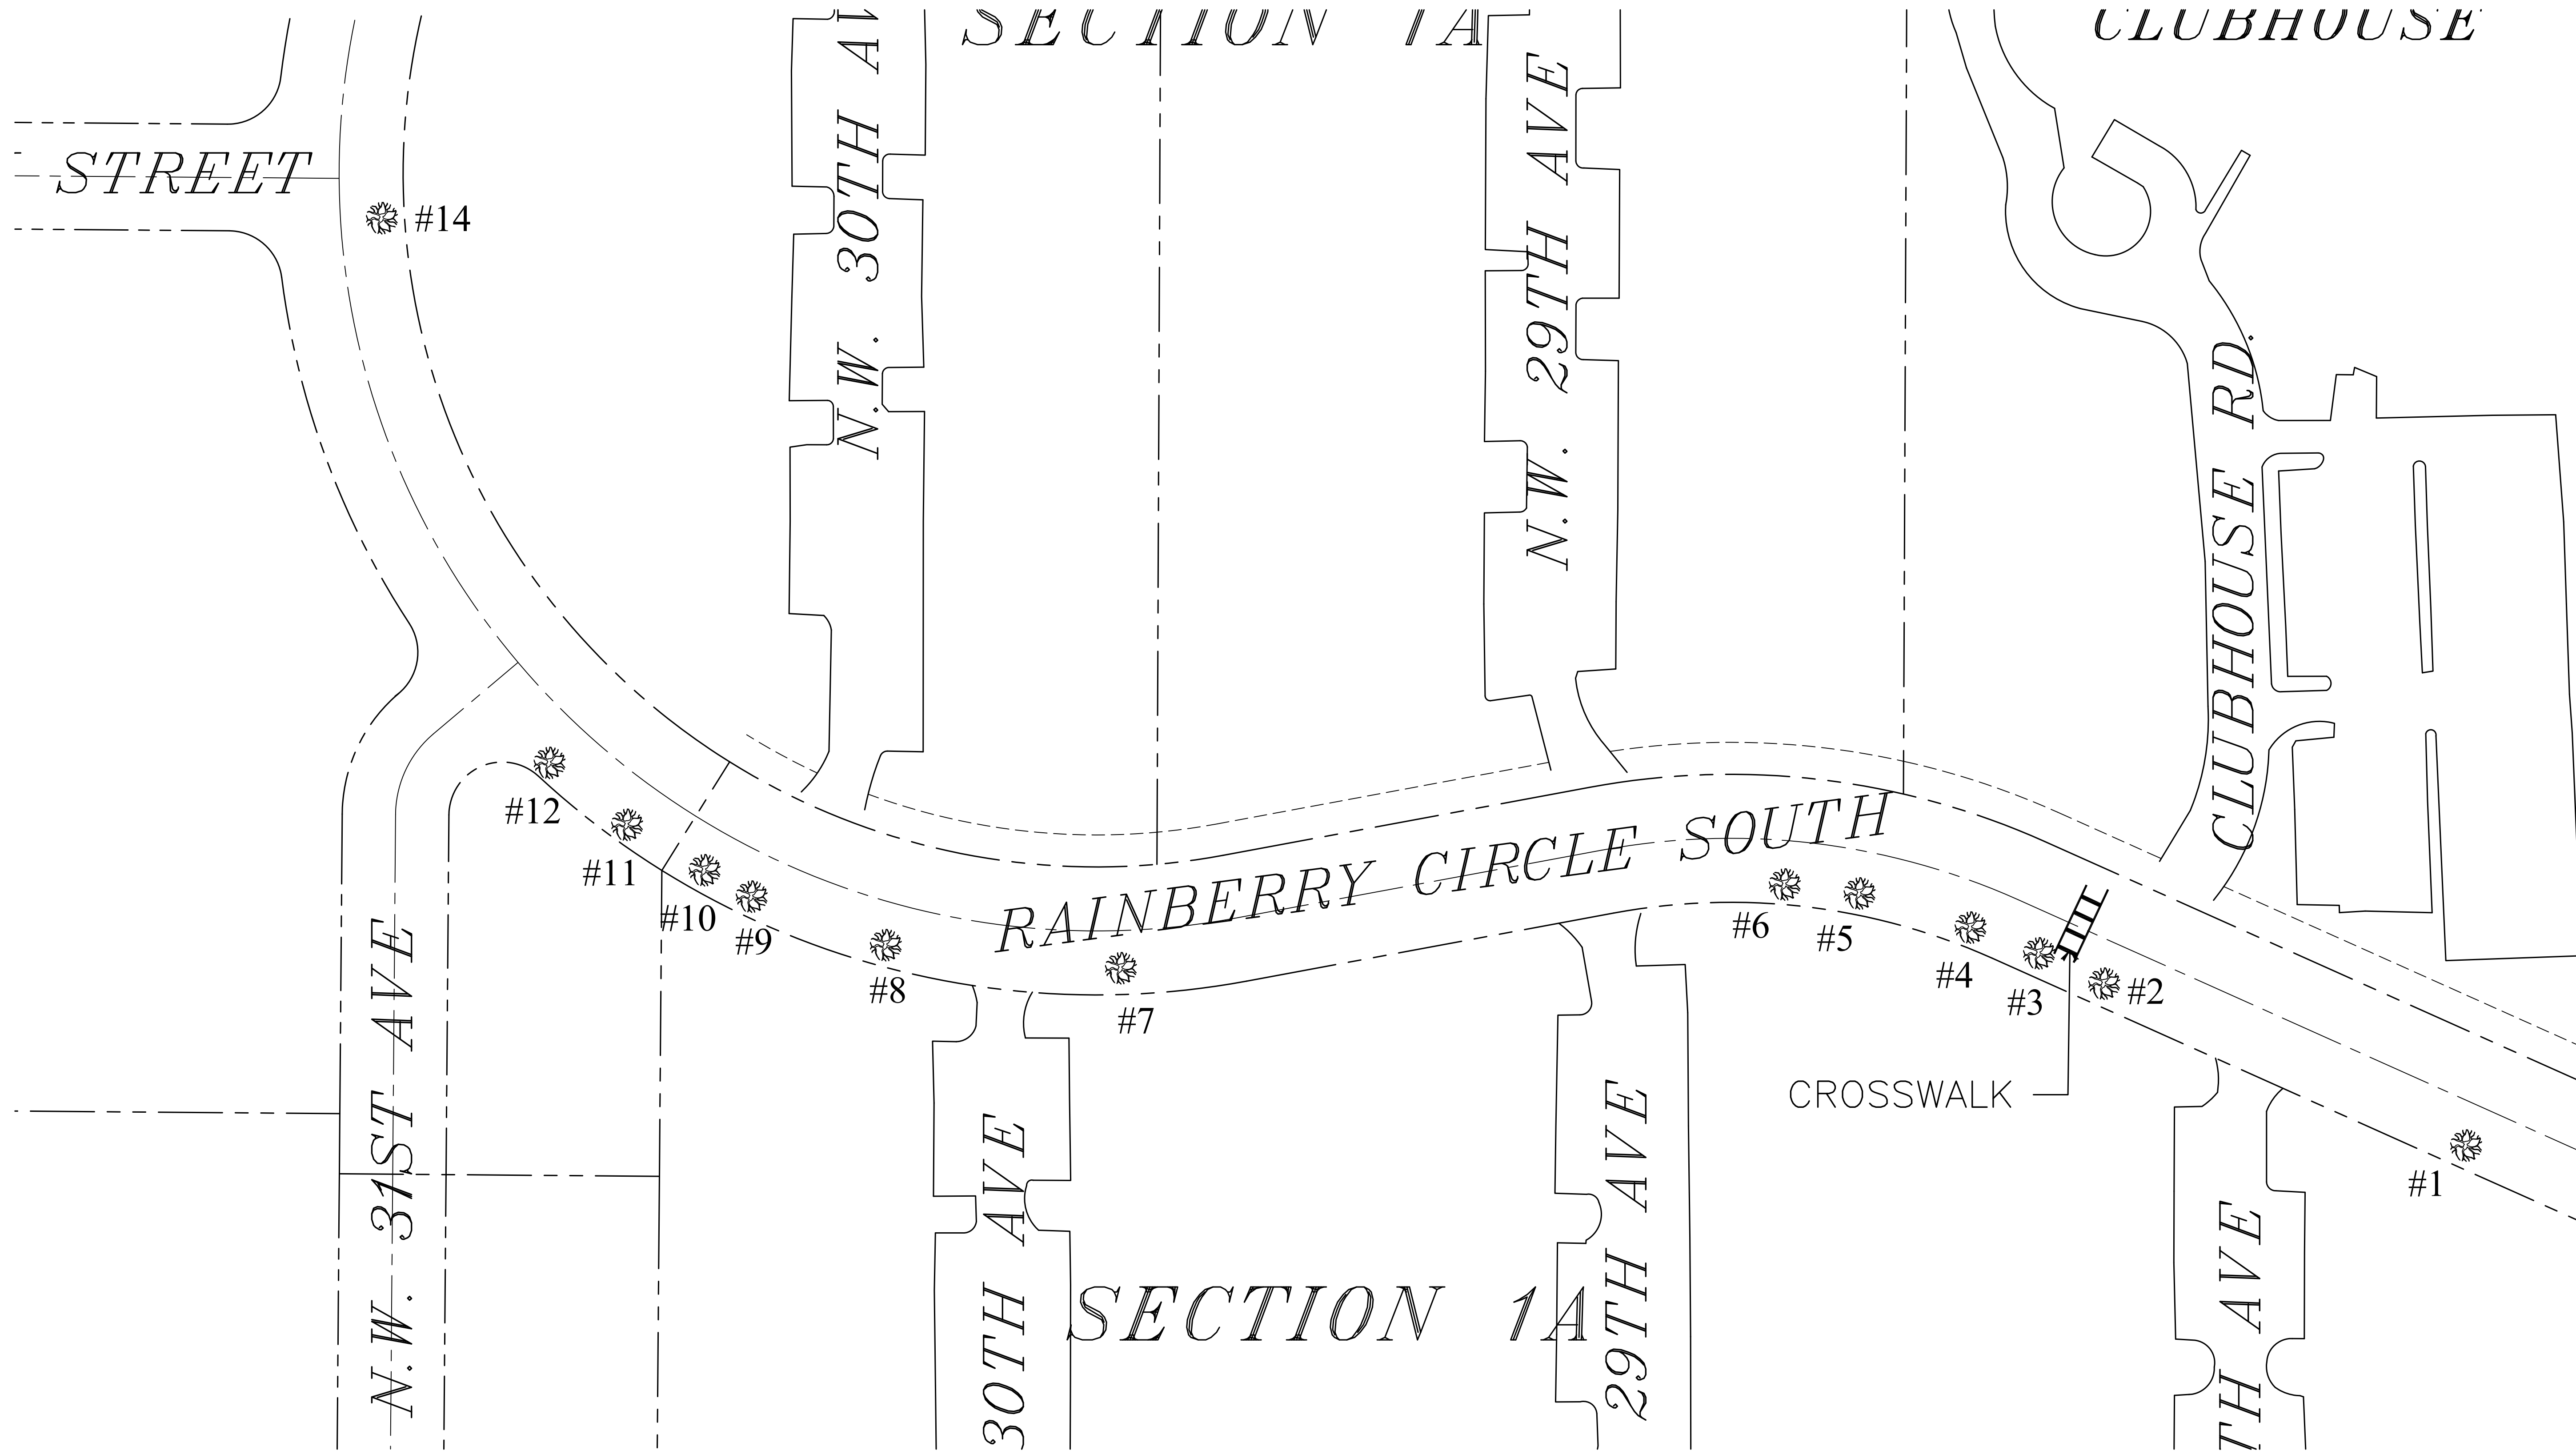 SECTION 1A
CLUBHOUSE
STREET
#14
N.W. 30TH AV
N.W. 29TH AVE
CLUBHOUSE RD.
#12
#11
#10
#9
#8
#7
RAINBERRY CIRCLE SOUTH
#6
#5
#4
#3
#2
#1
CROSSWALK
N.W. 31ST AVE
30TH AVE
SECTION 1A
29TH AVE
TH AVE